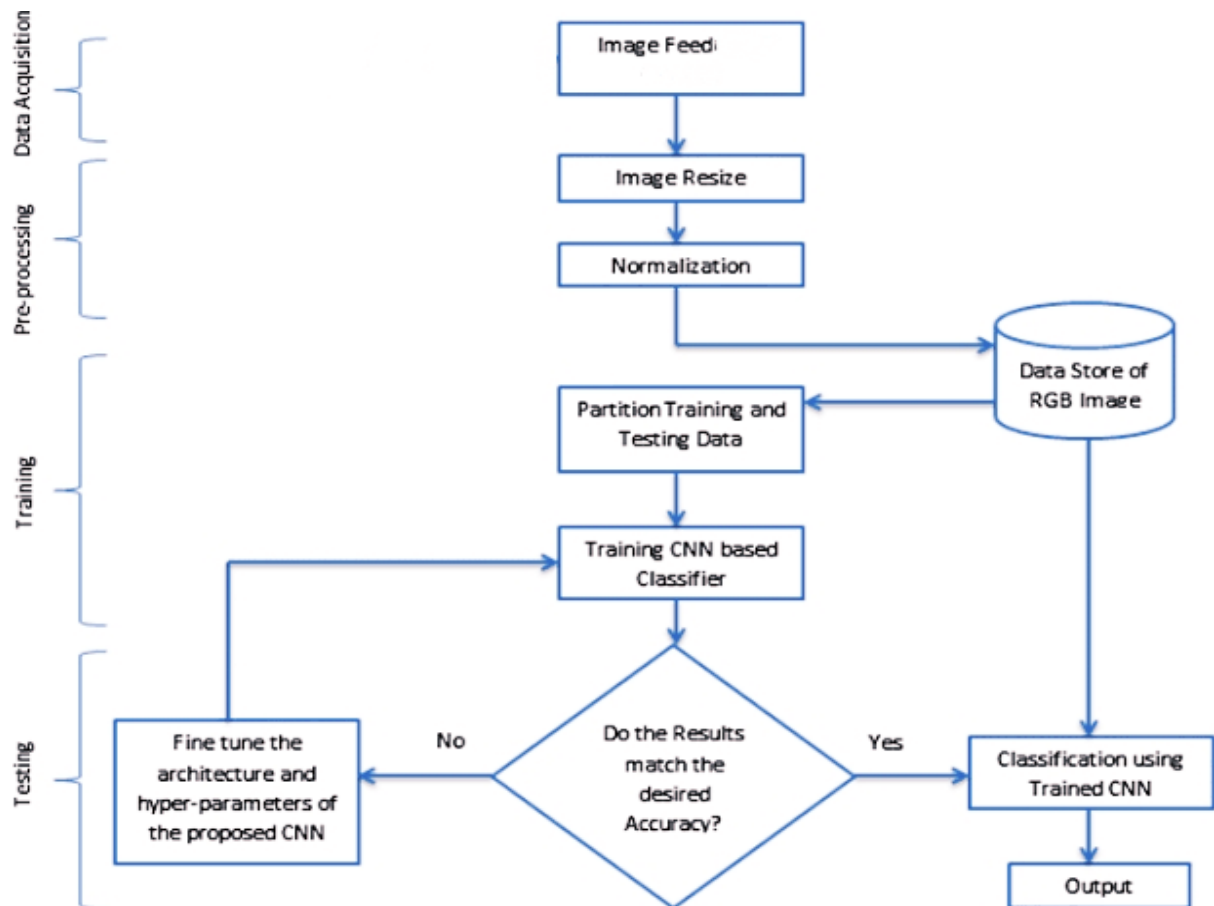 Data Acquisition
Image
Pre-processing
Image Resize
Normalization
Data Store of
RGB Image
Training
Partition Training and
Testing Data
Training CNN based
Classifier
Testing
Fine tune the
architecture and
hyper-parameters of
the proposed CNN
No
Do the Results
match the
desired
Accuracy?
Yes
Classification using
Trained CNN
Output